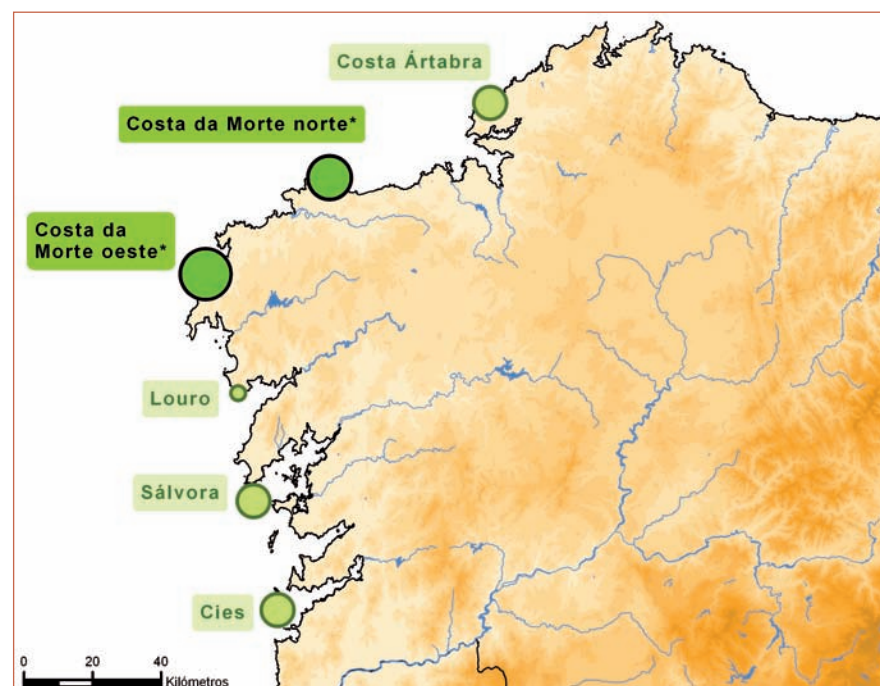 Costa Ártabra
Costa da Morte norte*
Costa da
Morte oeste*
Louro
Sálvora
Cies
0 20 40
Kilómetros